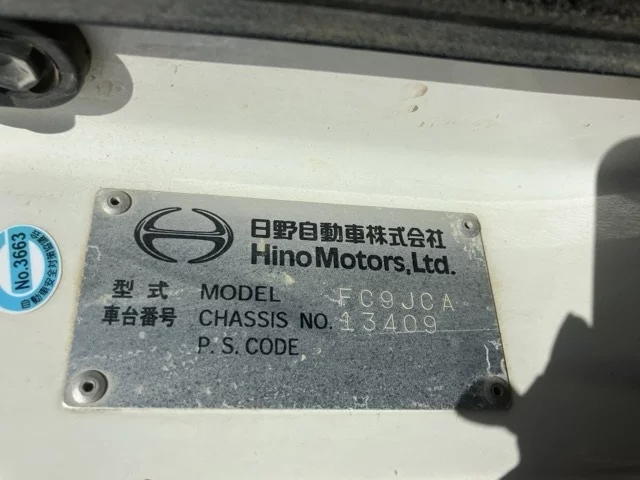 日野自動車株式会社
Hino Motors, Ltd.
型式 MODEL FC9JCA
車台番号 CHASSIS NO. 13409
P.S. CODE
No.3663